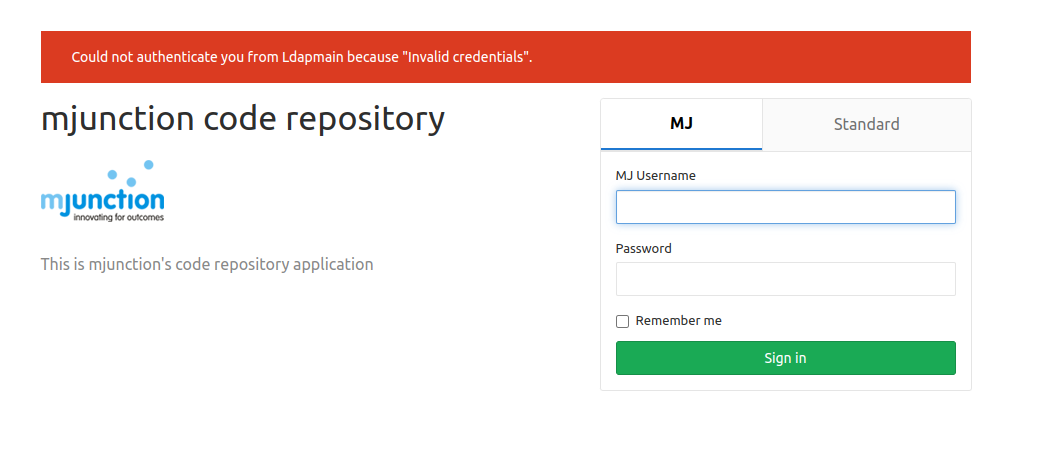 Could not authenticate you from Ldapmain because "Invalid credentials".
mjunction code repository
mjunction
innovating for outcomes
This is mjunction's code repository application
MJ
Standard
MJ Username
Password
Remember me
Sign in